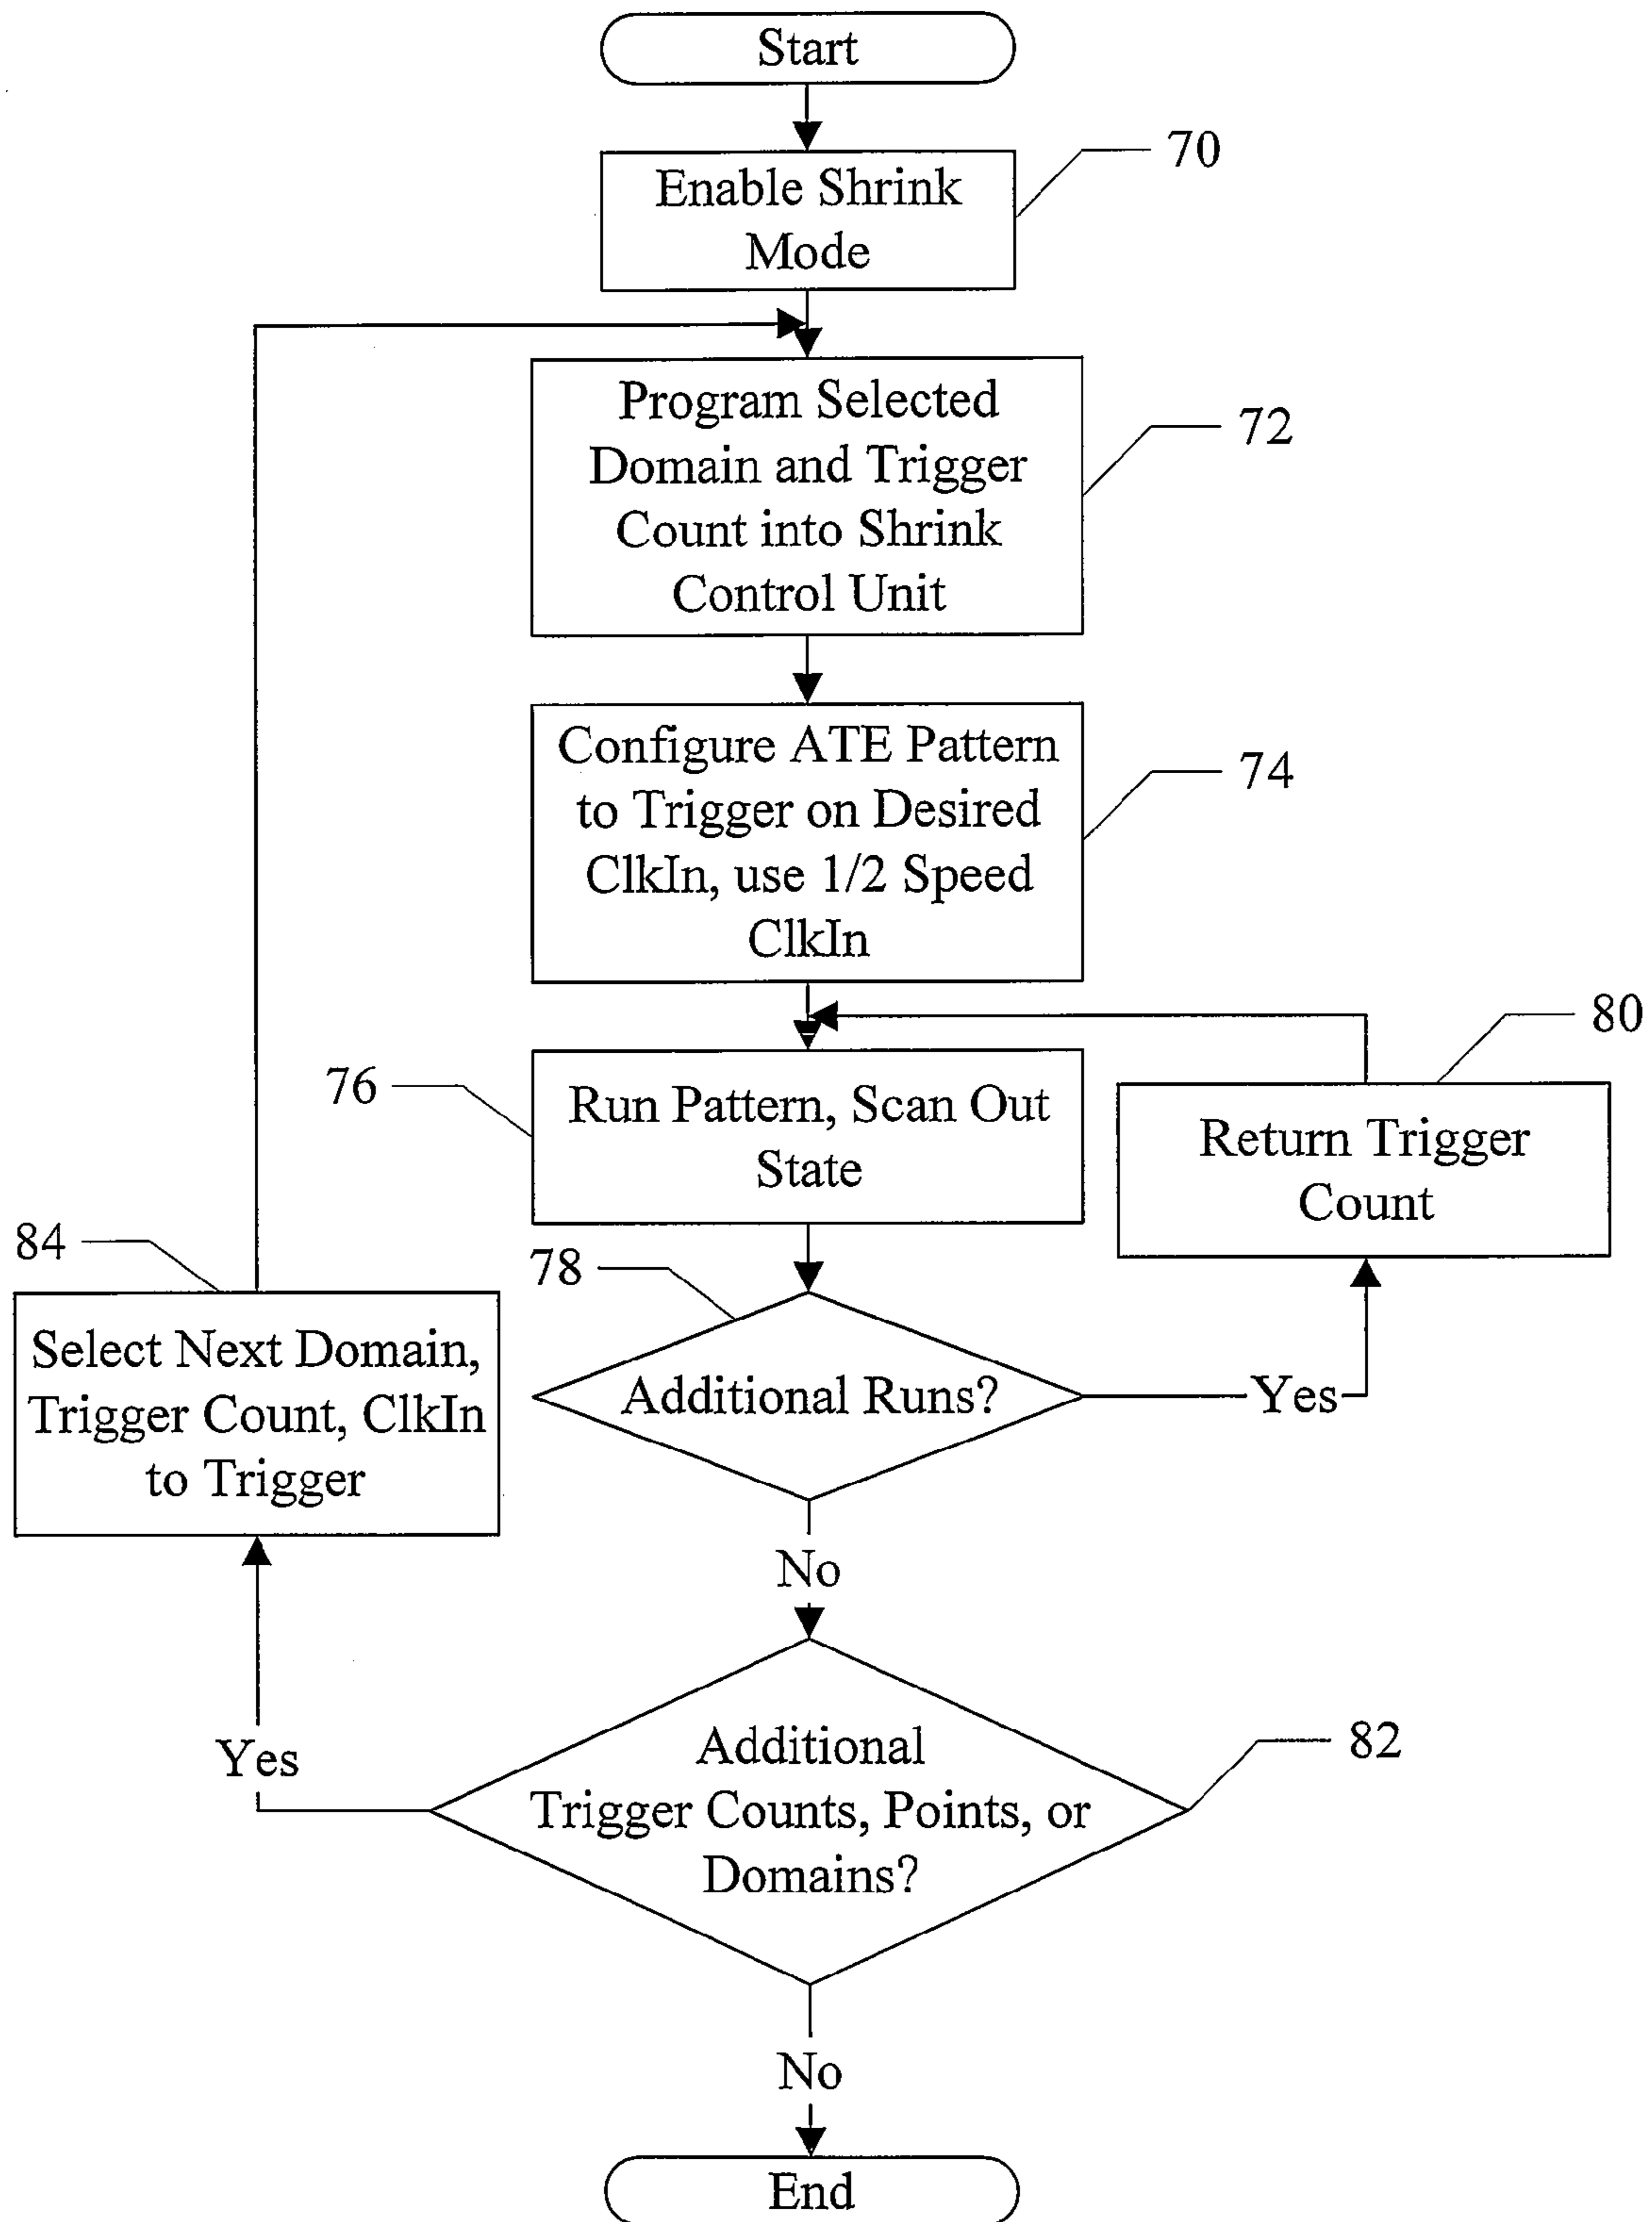 Start
70
Enable Shrink
Mode
72
Program Selected
Domain and Trigger
Count into Shrink
Control Unit
74
Configure ATE Pattern
to Trigger on Desired
ClkIn, use 1/2 Speed
ClkIn
80
76
Run Pattern, Scan Out
State
Return Trigger
Count
84
78
Select Next Domain,
Trigger Count, ClkIn
to Trigger
Additional Runs?
Yes
No
Yes
82
Additional
Trigger Counts, Points, or
Domains?
No
End